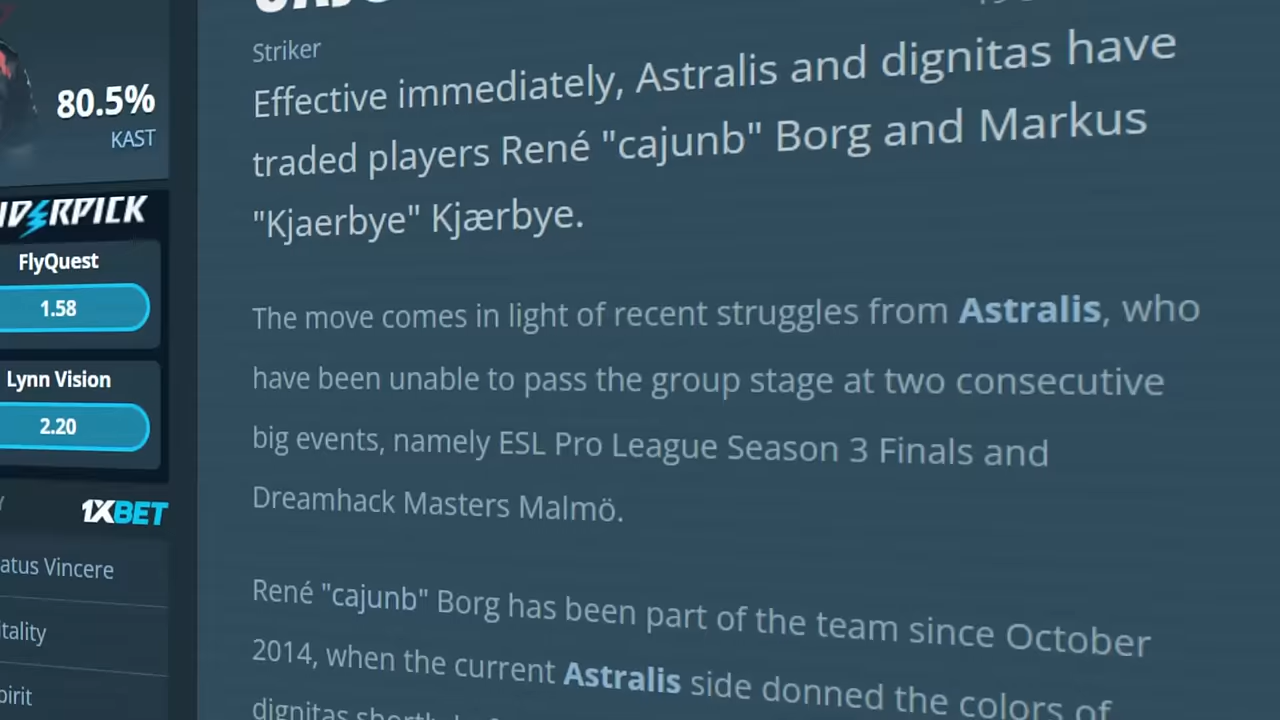 80.5%
KAST
FlyQuest
1.58
Lynn Vision
2.20
1XBET
Vincere
Striker
Effective immediately, Astralis and dignitas have
traded players René "cajunb" Borg and Markus
"Kjaerbye" Kjærbye.
The move comes in light of recent struggles from Astralis, who
have been unable to pass the group stage at two consecutive
big events, namely ESL Pro League Season 3 Finals and
Dreamhack Masters Malmö.
René "cajunb" Borg has been part of the team since October
2014, when the current Astralis side donned the colors of
dignitas